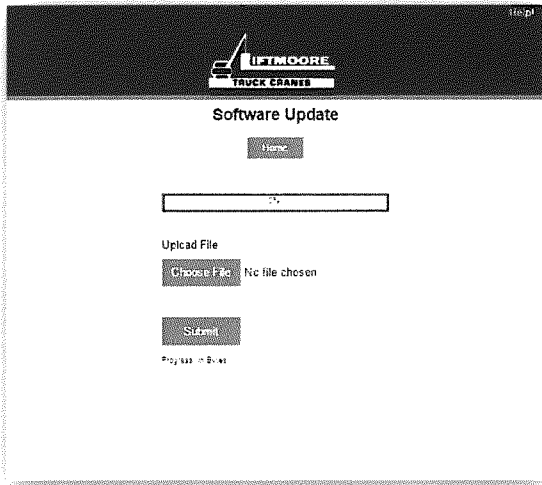 Help!
LIFTMOORE
TRUCK CRANES
Software Update
Home
0%
Upload File
Choose File No file chosen
Submit
Progress in Bytes